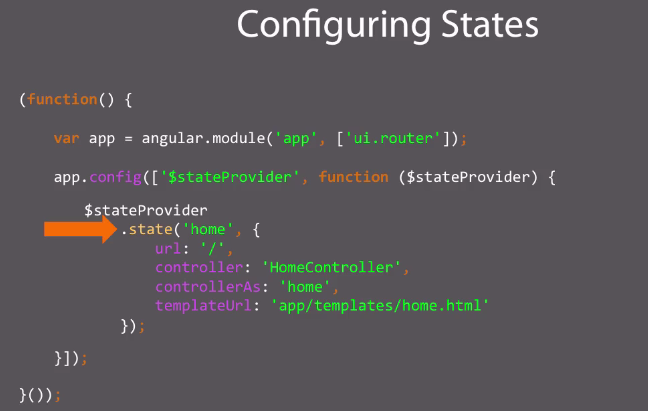 Configuring States
(function() {
var app = angular.module('app', ['ui.router']);
app.config(['$stateProvider', function ($stateProvider) {
$stateProvider
.state('home', {
url: '/',
controller: 'HomeController',
controllerAs: 'home',
templateUrl: 'app/templates/home.html'
});
}]);
}());